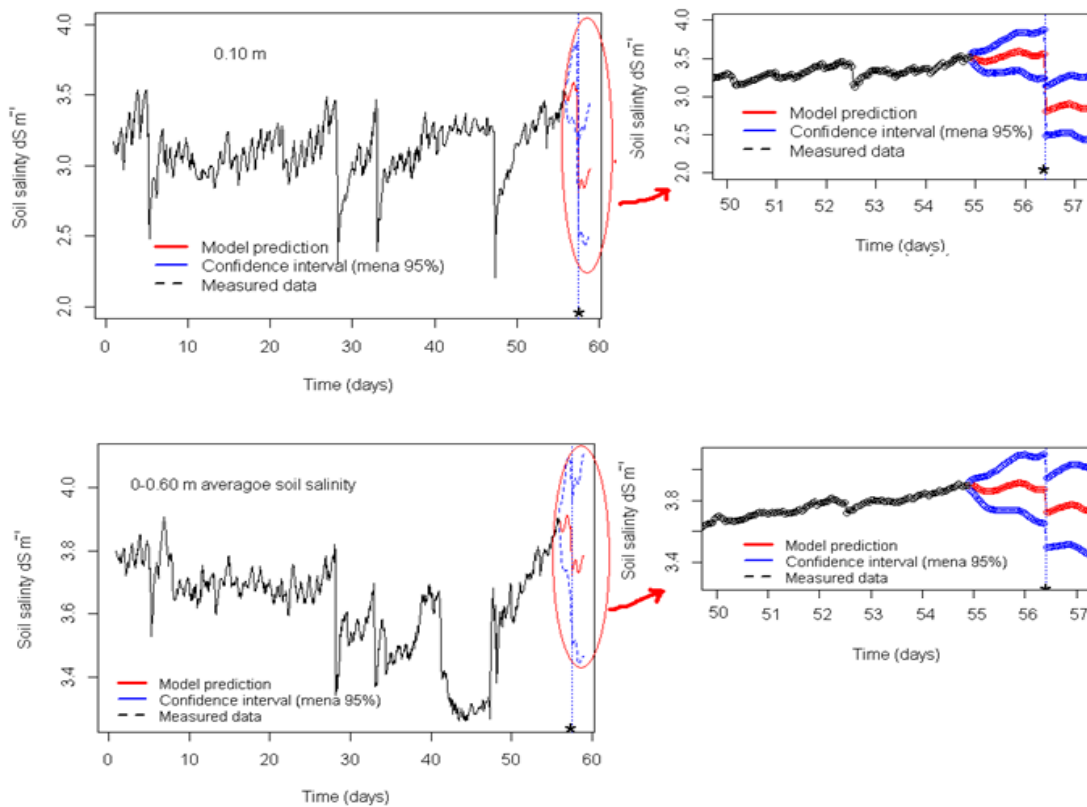 4.0
3.5
3.0
2.5
2.0
Soil salinity dS m⁻¹
0.10 m
Model prediction
Confidence interval (mena 95%)
Measured data
*
0 10 20 30 40 50 60
Time (days)
4.0
3.5
3.0
2.5
2.0
Soil salinity dS m⁻¹
Model prediction
Confidence interval (mena 95%)
Measured data
*
50 51 52 53 54 55 56 57
Time (days)
4.0
3.8
3.6
3.4
Soil salinity dS m⁻¹
0-0.60 m averagoe soil salinity
Model prediction
Confidence interval (mena 95%)
Measured data
*
0 10 20 30 40 50 60
Time (days)
3.8
3.4
Soil salinity dS m⁻¹
Model prediction
Confidence interval (mena 95%)
Measured data
*
50 51 52 53 54 55 56 57
Time (days)